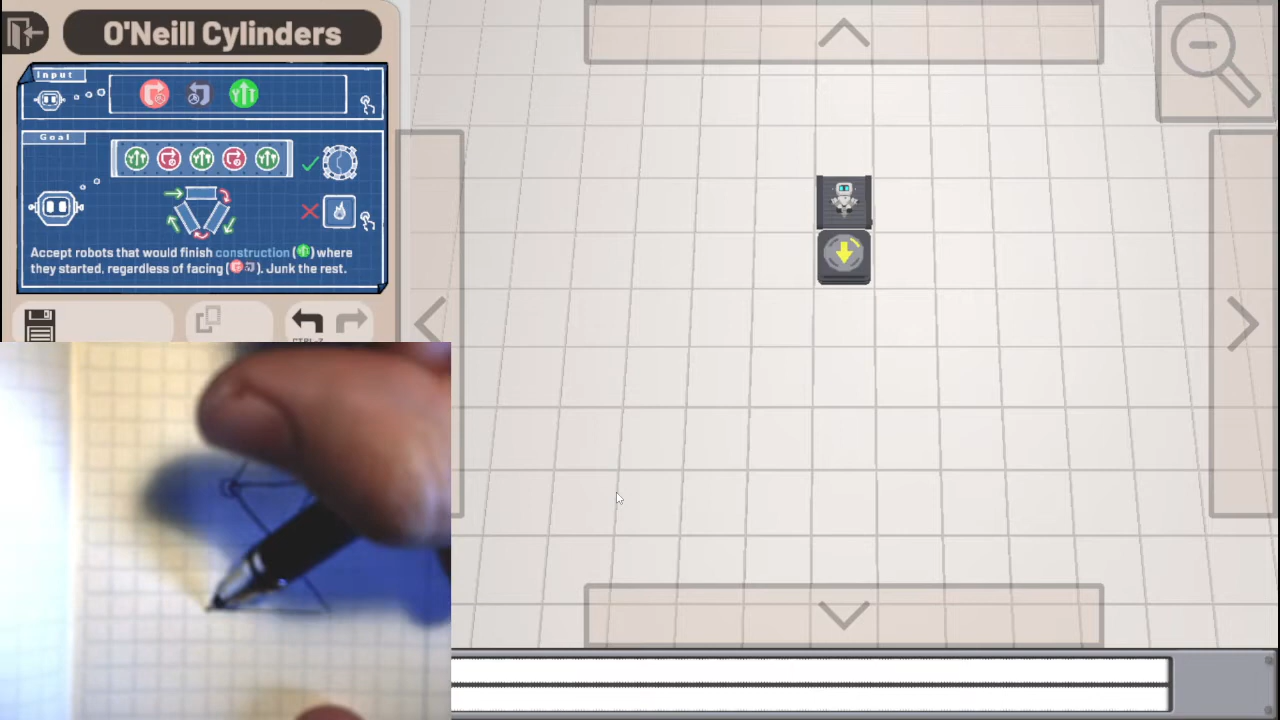 O'Neill Cylinders
Input
Goal
Accept robots that would finish construction ( ) where
they started, regardless of facing ( ). Junk the rest.
CTRL-Z